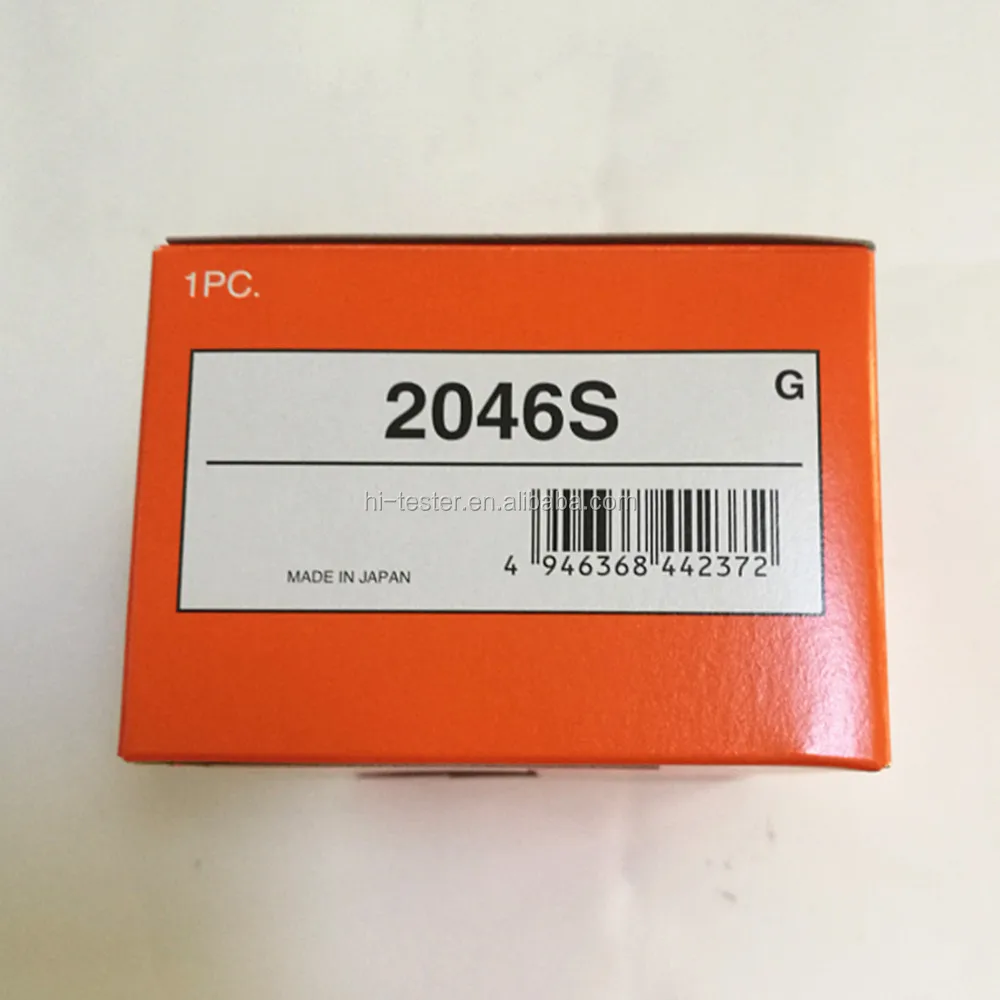 1PC.
G
2046S
hi-tester.en.alibaba.com
4 946368 442372
MADE IN JAPAN